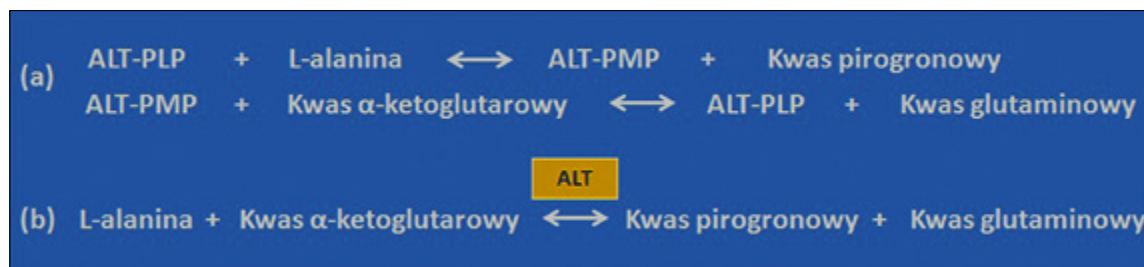 (a) ALT-PLP + L-alanina ⟷ ALT-PMP + Kwas pirogronowy
ALT-PMP + Kwas α-ketoglutarowy ⟷ ALT-PLP + Kwas glutaminowy
ALT
(b) L-alanina + Kwas α-ketoglutarowy ⟷ Kwas pirogronowy + Kwas glutaminowy